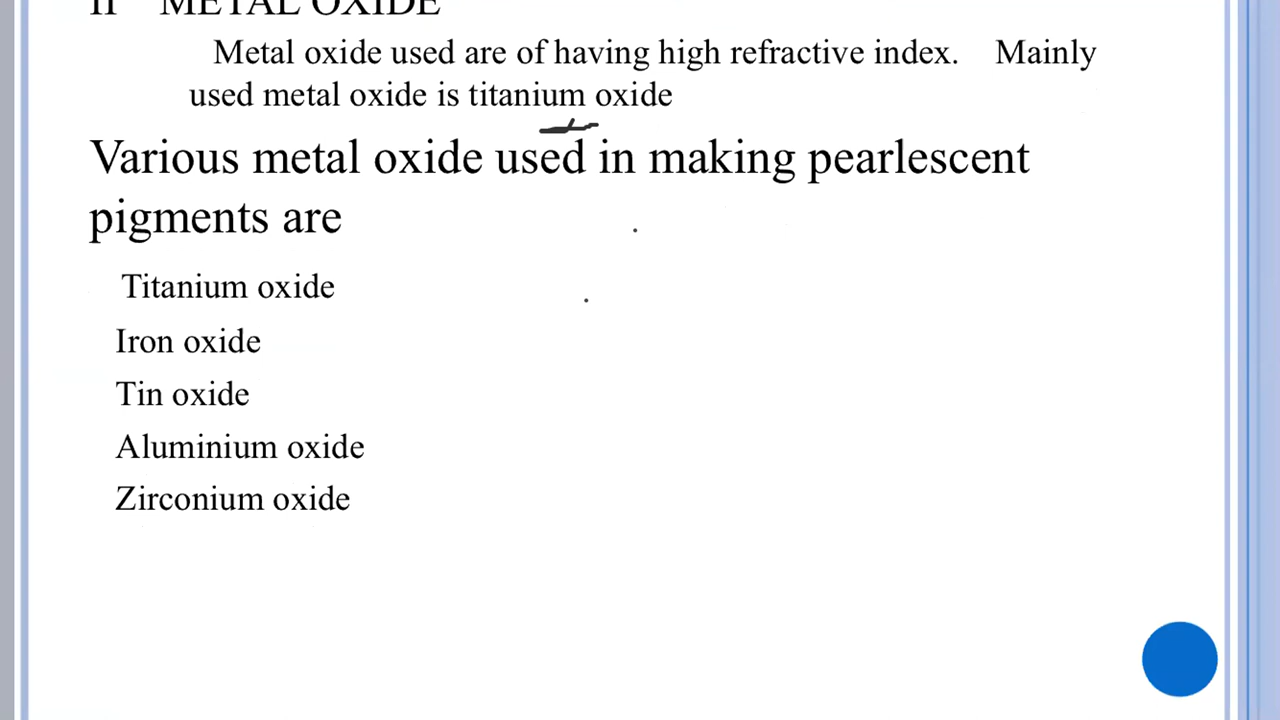 II METAL OXIDE
Metal oxide used are of having high refractive index. Mainly
used metal oxide is titanium oxide
Various metal oxide used in making pearlescent
pigments are
Titanium oxide
Iron oxide
Tin oxide
Aluminium oxide
Zirconium oxide